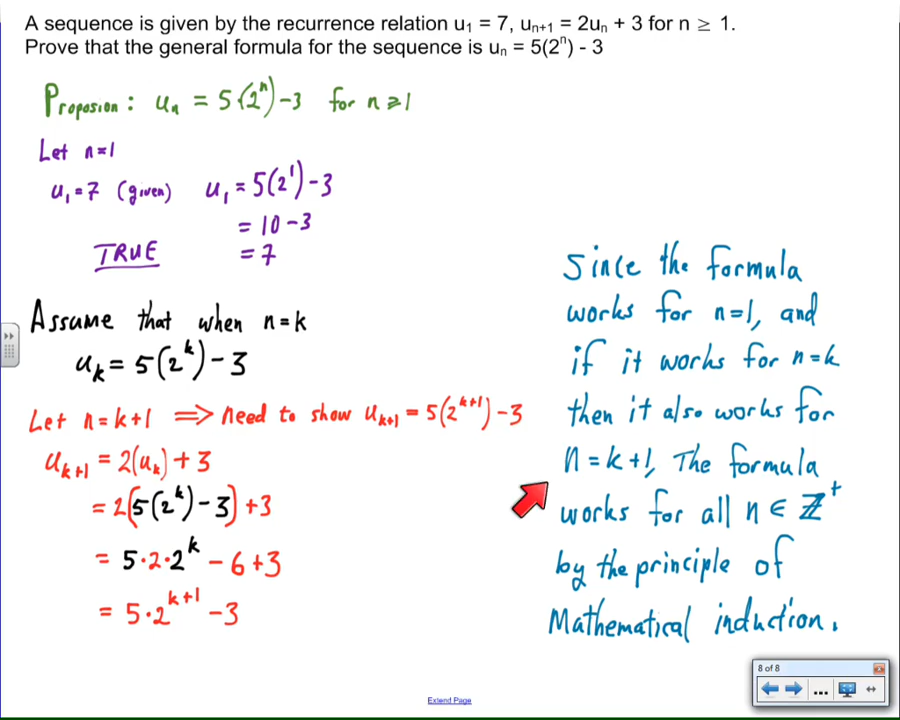 A sequence is given by the recurrence relation u₁ = 7, uₙ₊₁ = 2uₙ + 3 for n ≥ 1.
Prove that the general formula for the sequence is uₙ = 5(2ⁿ) - 3
Proposion: uₙ = 5(2ⁿ) - 3 for n ≥ 1
Let n=1
u₁ = 7 (given) u₁ = 5(2¹) - 3
= 10 - 3
TRUE = 7
Assume that when n=k
uₖ = 5(2ᵏ) - 3
Let n=k+1 ⟹ need to show uₖ₊₁ = 5(2ᵏ⁺¹) - 3
uₖ₊₁ = 2(uₖ) + 3
= 2(5(2ᵏ) - 3) + 3
= 5·2·2ᵏ - 6 + 3
= 5·2ᵏ⁺¹ - 3
Since the formula
works for n=1, and
if it works for n=k
then it also works for
n=k+1, The formula
works for all n ∈ ℤ⁺
by the principle of
Mathematical induction.
8 of 8
Extend Page